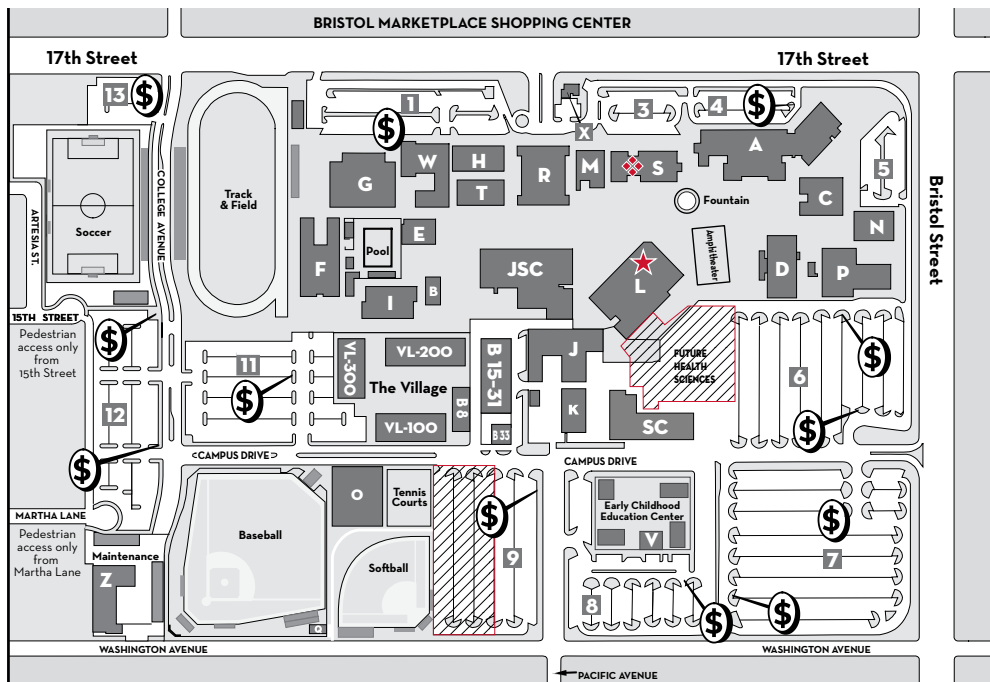 BRISTOL MARKETPLACE SHOPPING CENTER
17th Street
17th Street
13
$
1
$
X
3
4
$
A
5
W
H
T
G
R
M
S
C
N
COLLEGE AVENUE
ARTESIA ST.
Soccer
Track
& Field
Fountain
Amphitheater
Bristol Street
E
Pool
F
I
B
JSC
L
D
P
15TH STREET
Pedestrian
access only
from
15th Street
$
11
$
12
$
VL-300
VL-200
The Village
VL-100
B 8
B 15-31
B 33
J
K
SC
FUTURE
HEALTH
SCIENCES
6
$
$
CAMPUS DRIVE
CAMPUS DRIVE
MARTHA LANE
Pedestrian
access only
from
Martha Lane
Maintenance
Z
Baseball
O
Tennis
Courts
Softball
Q
$
9
Early Childhood
Education Center
V
8
$
$
7
$
WASHINGTON AVENUE
WASHINGTON AVENUE
PACIFIC AVENUE